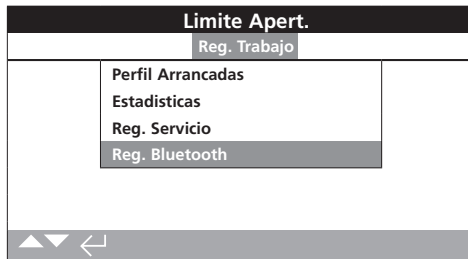 Limite Apert.
Reg. Trabajo
Perfil Arrancadas
Estadisticas
Reg. Servicio
Reg. Bluetooth